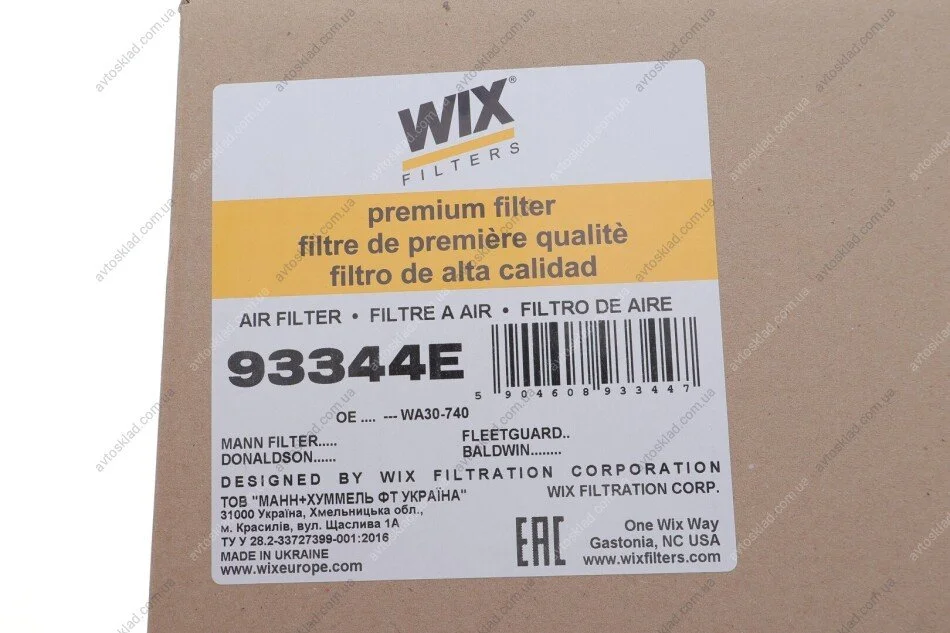 WIX®
FILTERS
premium filter
filtre de première qualitè
filtro de alta calidad
AIR FILTER • FILTRE A AIR • FILTRO DE AIRE
93344E
5 904608 933447
OE .... --- WA30-740
MANN FILTER..... FLEETGUARD..
DONALDSON...... BALDWIN........
DESIGNED BY WIX FILTRATION CORPORATION
ТОВ "МАНН+ХУММЕЛЬ ФТ УКРАЇНА" WIX FILTRATION CORP.
31000 Україна, Хмельницька обл.,
м. Красилів, вул. Щаслива 1А
ТУ У 28.2-33727399-001:2016
MADE IN UKRAINE
www.wixeurope.com
EAC
One Wix Way
Gastonia, NC USA
www.wixfilters.com
avtosklad.com.ua